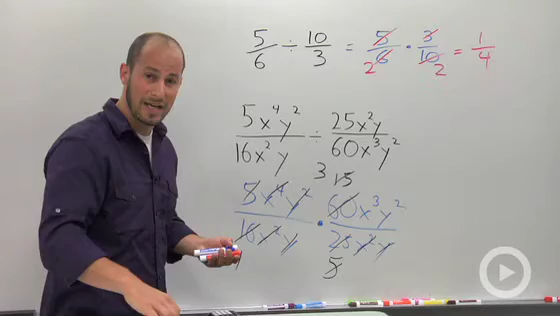 5/6 ÷ 10/3 = 5/6 · 3/10 = 1/4
2 2
5x⁴y²/16x²y ÷ 25x²y/60x³y²
3 15
5x⁴y²/16x²y · 60x³y²/25x²y
5